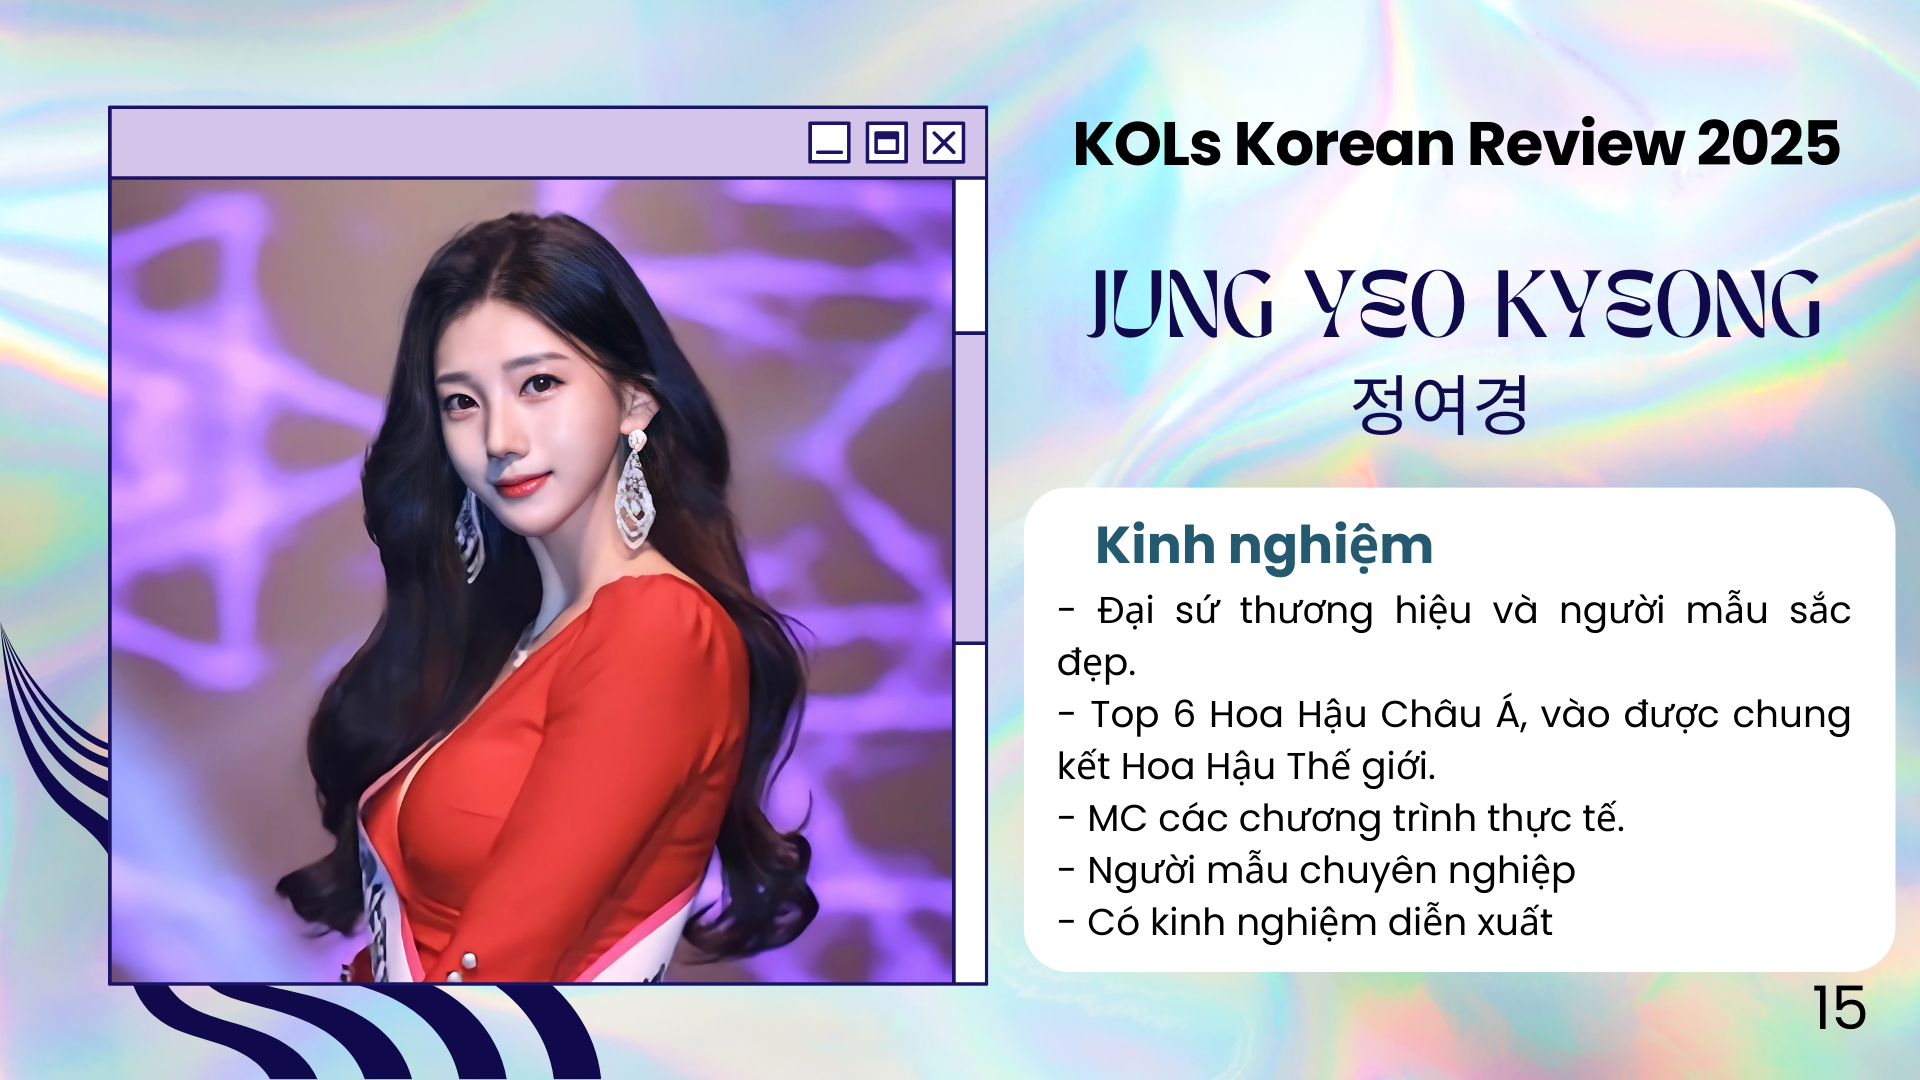 KOLs Korean Review 2025
JUNG YEO KYEONG
정여경
Kinh nghiệm
- Đại sứ thương hiệu và người mẫu sắc
đẹp.
- Top 6 Hoa Hậu Châu Á, vào được chung
kết Hoa Hậu Thế giới.
- MC các chương trình thực tế.
- Người mẫu chuyên nghiệp
- Có kinh nghiệm diễn xuất
15